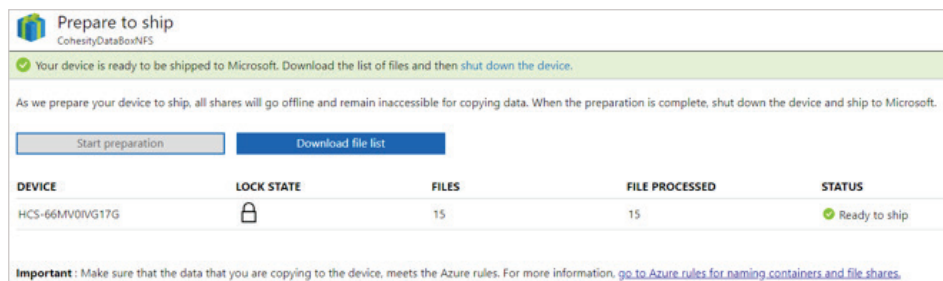 Prepare to ship
CohesityDataBoxNFS
Your device is ready to be shipped to Microsoft. Download the list of files and then shut down the device.
As we prepare your device to ship, all shares will go offline and remain inaccessible for copying data. When the preparation is complete, shut down the device and ship to Microsoft.
Start preparation Download file list
DEVICE LOCK STATE FILES FILE PROCESSED STATUS
HCS-66MV0IVG17G 15 15 Ready to ship
Important : Make sure that the data that you are copying to the device, meets the Azure rules. For more information, go to Azure rules for naming containers and file shares.